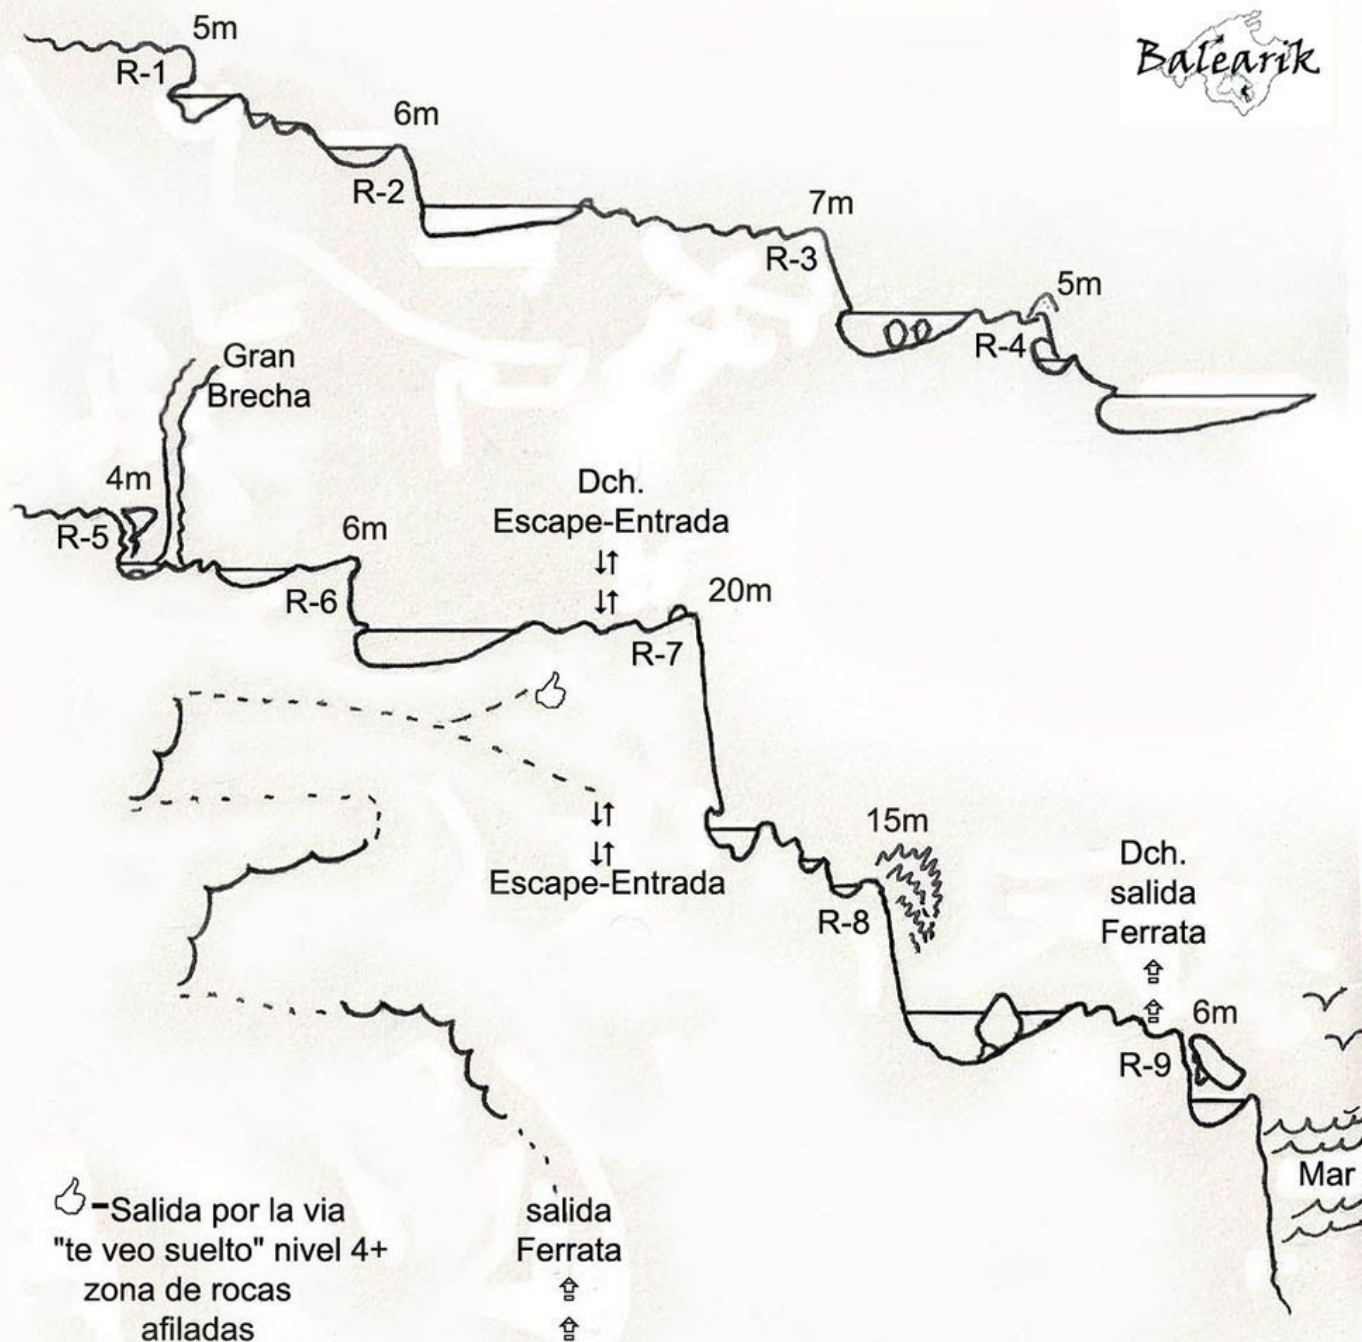 Balearik
5m
R-1
6m
R-2
7m
R-3
5m
R-4
Gran
Brecha
4m
R-5
6m
R-6
Dch.
Escape-Entrada
20m
R-7
Escape-Entrada
15m
R-8
Dch.
salida
Ferrata
6m
R-9
Mar
-Salida por la via
"te veo suelto" nivel 4+
zona de rocas
afiladas
salida
Ferrata